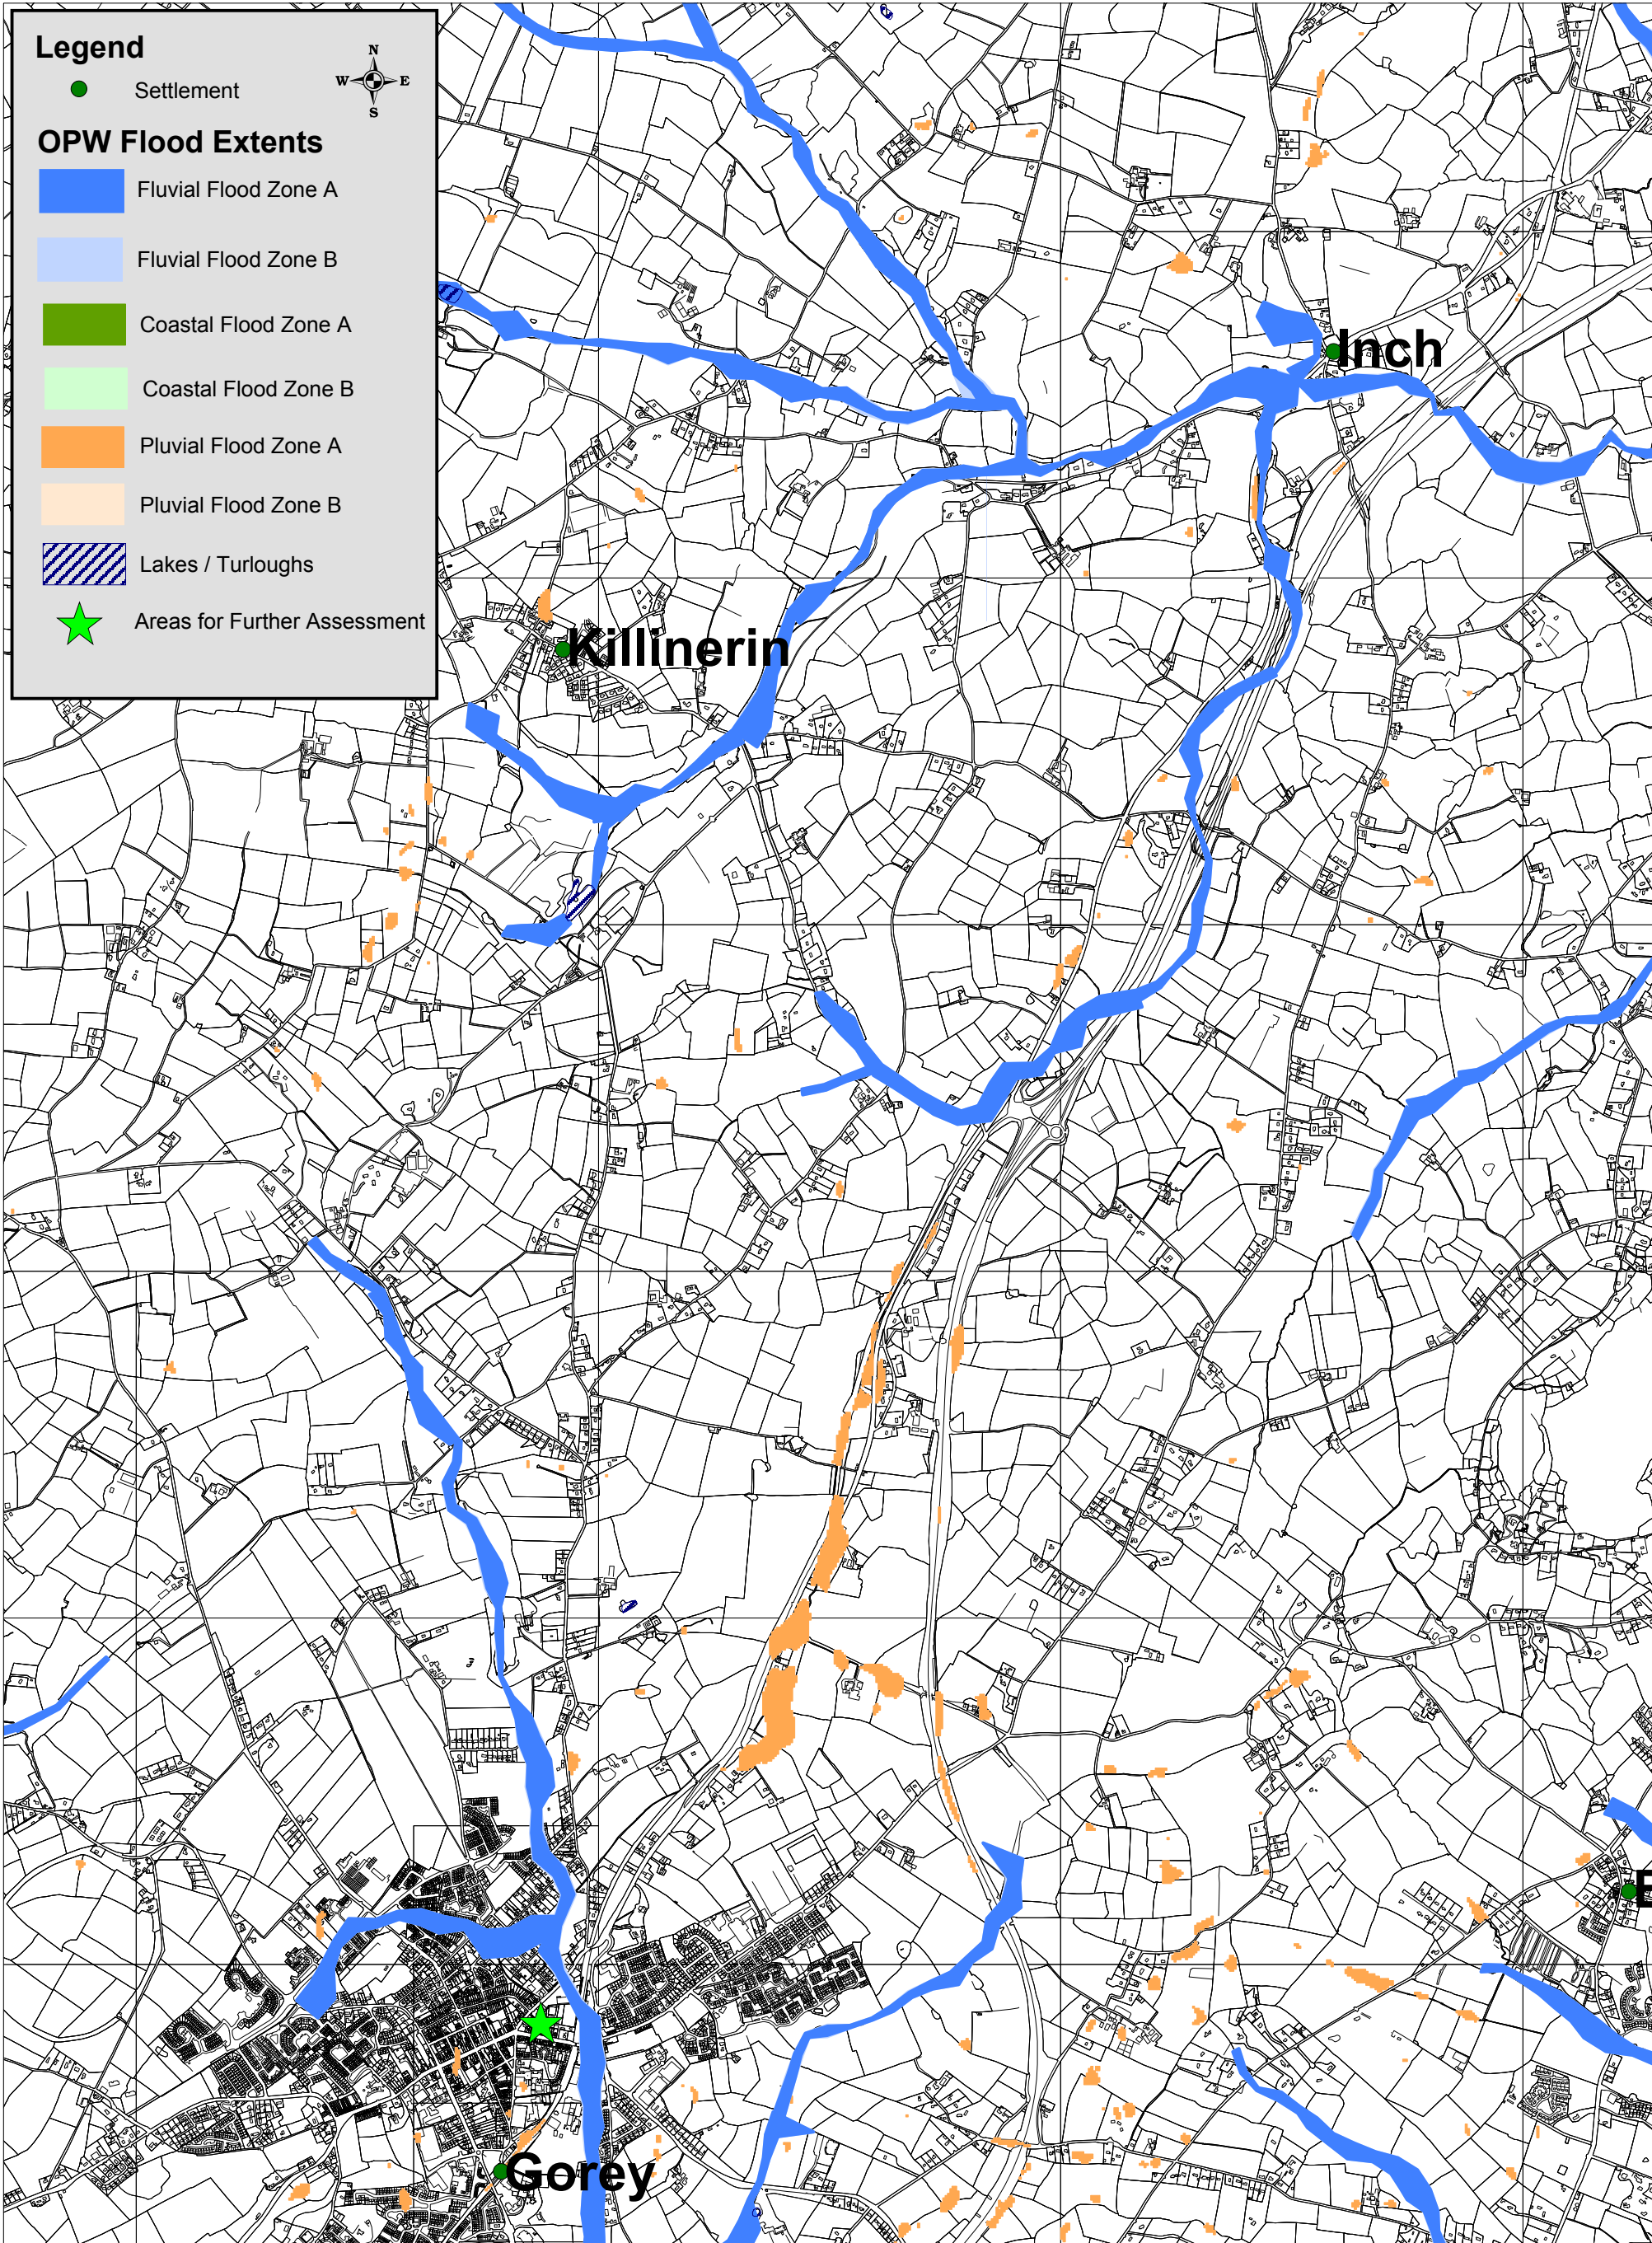 Legend
N
W E
S
Settlement
OPW Flood Extents
Fluvial Flood Zone A
Fluvial Flood Zone B
Coastal Flood Zone A
Coastal Flood Zone B
Pluvial Flood Zone A
Pluvial Flood Zone B
Lakes / Turloughs
Areas for Further Assessment
Inch
Killinerin
Gorey